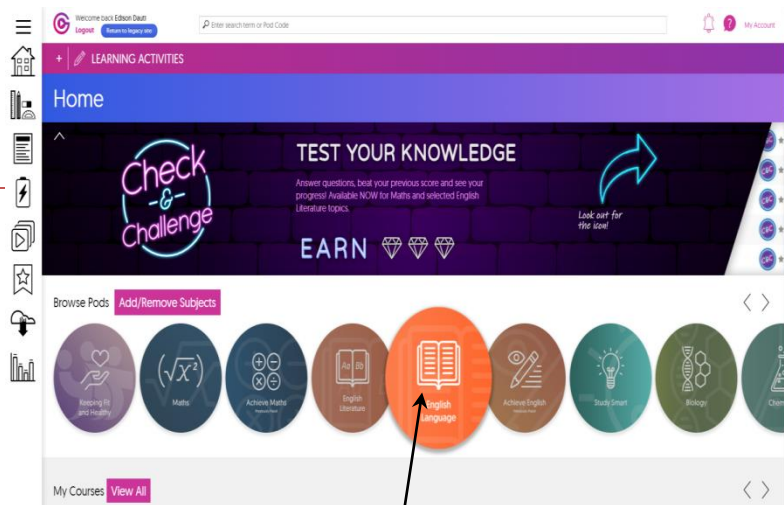 Welcome back Edison Dautri
Logout Return to legacy site
Enter search term or Pod Code
My Account
+ LEARNING ACTIVITIES
Home
Check
-&-
Challenge
TEST YOUR KNOWLEDGE
Answer questions, beat your previous score and see your
progress! Available NOW for Maths and selected English
Literature topics.
EARN
Look out for
the icon!
Browse Pods Add/Remove Subjects
Keeping Fit
and Healthy
Maths
Achieve Maths
English
Literature
English
Language
Achieve English
Study Smart
Biology
My Courses View All